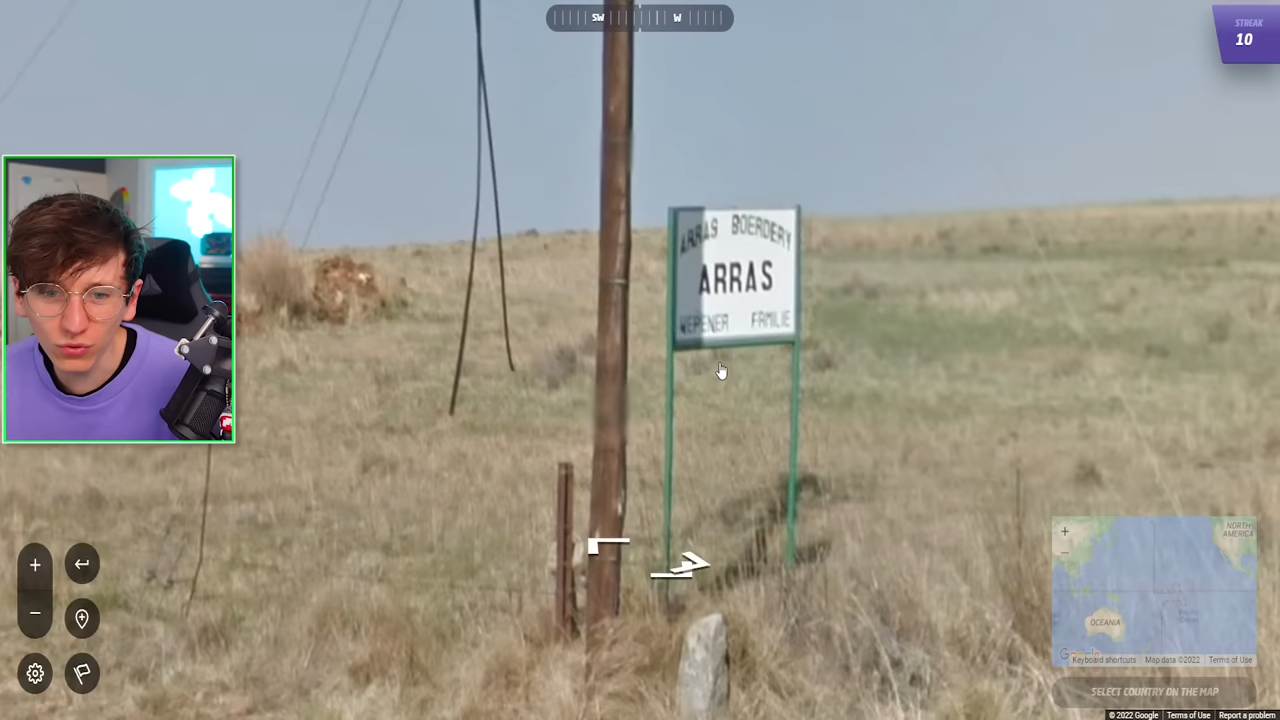 SW W
STREAK
10
ARRAS BOERDERY
ARRAS
WEPENER FAMILIE
NORTH
AMERICA
OCEANIA
Google
Keyboard shortcuts Map data ©2022 Terms of Use
SELECT COUNTRY ON THE MAP
© 2022 Google Terms of Use Report a problem